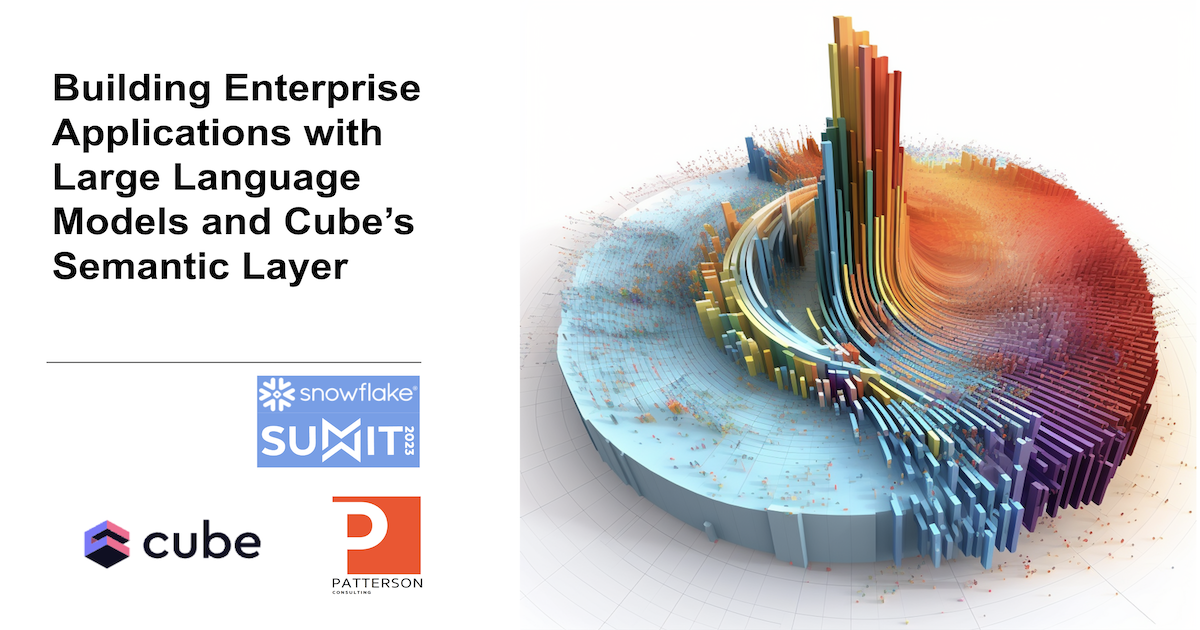 Building Enterprise
Applications with
Large Language
Models and Cube’s
Semantic Layer
snowflake®
SUMMIT 2023
cube
PATTERSON
CONSULTING